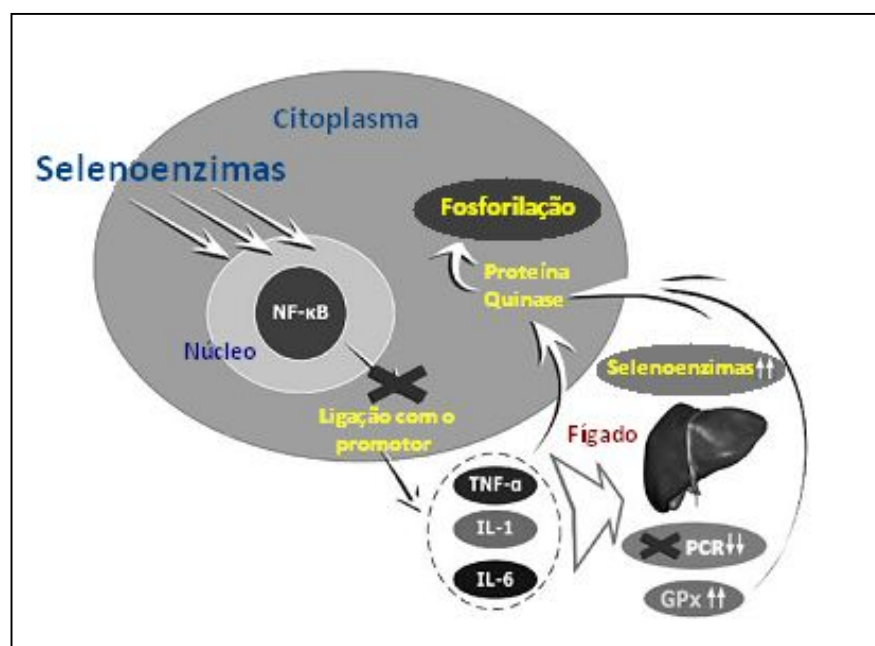 Citoplasma
Selenoenzimas
Fosforilação
Proteína
Quinase
NF-κB
Núcleo
Selenoenzimas↑↑
Ligação com o
promotor
Fígado
TNF-α
IL-1
PCR↓↓
IL-6
GPx ↑↑